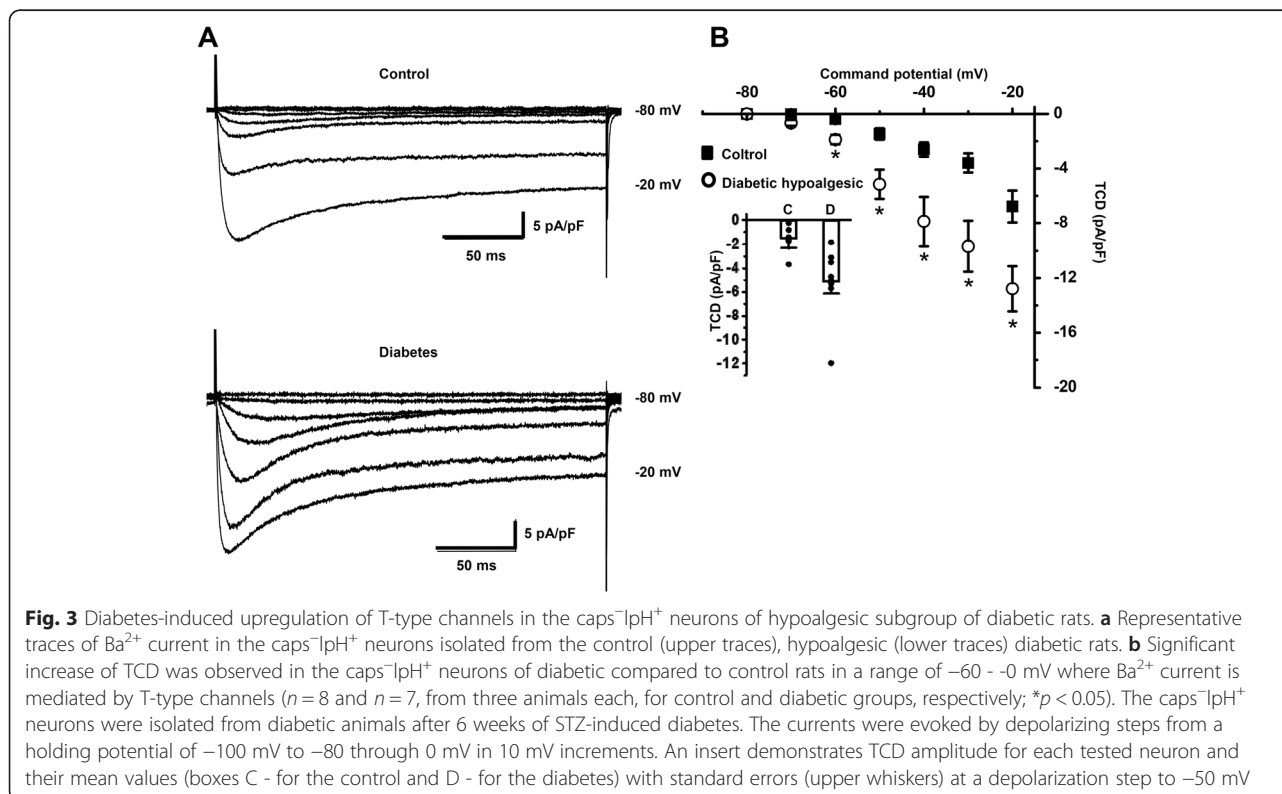 A
Control
-80 mV
-20 mV
5 pA/pF
50 ms
Diabetes
-80 mV
-20 mV
5 pA/pF
50 ms
B
Command potential (mV)
-80 -60 -40 -20
0
-4
-8
-12
-16
-20
TCD (pA/pF)
Coltrol
Diabetic hypoalgesic
C D
0
-2
-4
-6
-8
-10
-12
TCD (pA/pF)
*
*
*
*
*
Fig. 3 Diabetes-induced upregulation of T-type channels in the caps⁻IpH⁺ neurons of hypoalgesic subgroup of diabetic rats. a Representative
traces of Ba²⁺ current in the caps⁻IpH⁺ neurons isolated from the control (upper traces), hypoalgesic (lower traces) diabetic rats. b Significant
increase of TCD was observed in the caps⁻IpH⁺ neurons of diabetic compared to control rats in a range of −60 - -0 mV where Ba²⁺ current is
mediated by T-type channels (n = 8 and n = 7, from three animals each, for control and diabetic groups, respectively; *p < 0.05). The caps⁻IpH⁺
neurons were isolated from diabetic animals after 6 weeks of STZ-induced diabetes. The currents were evoked by depolarizing steps from a
holding potential of −100 mV to −80 through 0 mV in 10 mV increments. An insert demonstrates TCD amplitude for each tested neuron and
their mean values (boxes C - for the control and D - for the diabetes) with standard errors (upper whiskers) at a depolarization step to −50 mV